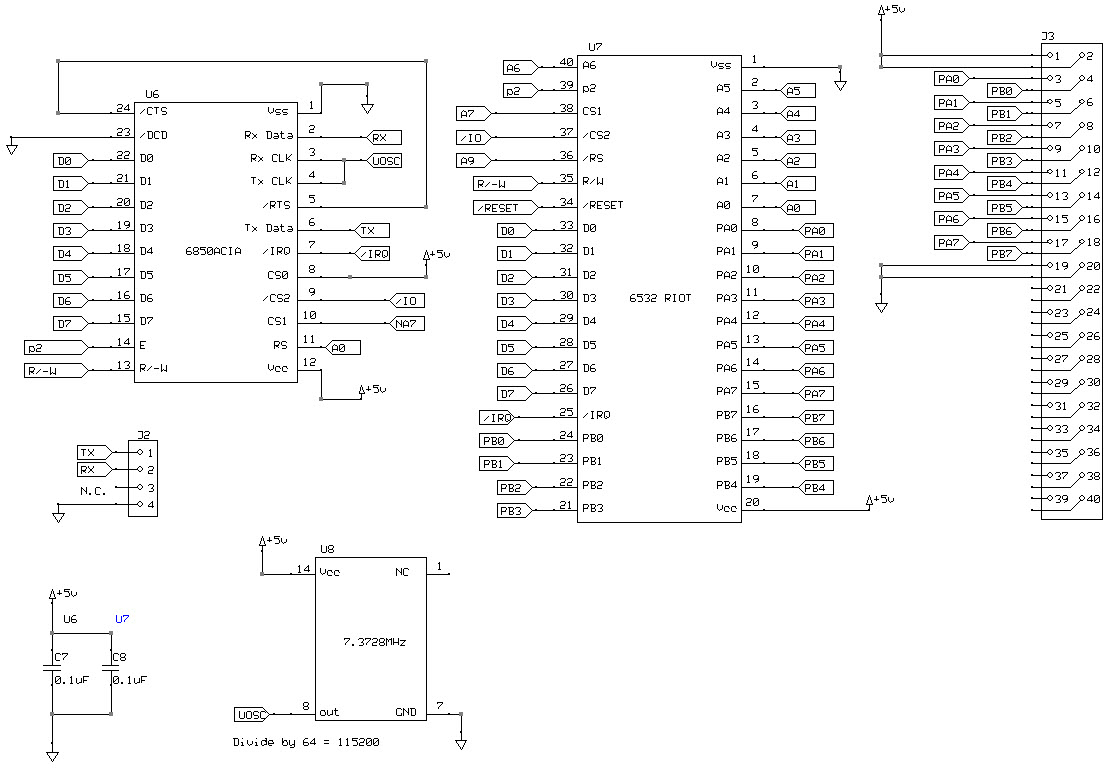 U6
24 /CTS Vss 1
23 /DCD Rx Data 2 RX
D0 22 D0 Rx CLK 3 UOSC
D1 21 D1 Tx CLK 4
D2 20 D2 /RTS 5
D3 19 D3 Tx Data 6 TX
D4 18 D4 6850ACIA /IRQ 7 /IRQ
+5v
D5 17 D5 CS0 8
D6 16 D6 /CS2 9 /IO
D7 15 D7 CS1 10 NA7
p2 14 E RS 11 A0
R/-W 13 R/-W Vcc 12
+5v
U7
A6 40 A6 Vss 1
p2 39 p2 A5 2 A5
A7 38 CS1 A4 3 A4
/IO 37 /CS2 A3 4 A3
A9 36 /RS A2 5 A2
R/-W 35 R/W A1 6 A1
/RESET 34 /RESET A0 7 A0
D0 33 D0 PA0 8 PA0
D1 32 D1 PA1 9 PA1
D2 31 D2 PA2 10 PA2
D3 30 D3 6532 RIOT PA3 11 PA3
D4 29 D4 PA4 12 PA4
D5 28 D5 PA5 13 PA5
D6 27 D6 PA6 14 PA6
D7 26 D7 PA7 15 PA7
/IRQ 25 /IRQ PB7 16 PB7
PB0 24 PB0 PB6 17 PB6
PB1 23 PB1 PB5 18 PB5
PB2 22 PB2 PB4 19 PB4
PB3 21 PB3 Vcc 20
+5v
+5v
J3
1 2
PA0 3 4
PB0
PA1 5 6
PB1
PA2 7 8
PB2
PA3 9 10
PB3
PA4 11 12
PB4
PA5 13 14
PB5
PA6 15 16
PB6
PA7 17 18
PB7
19 20
21 22
23 24
25 26
27 28
29 30
31 32
33 34
35 36
37 38
39 40
J2
TX 1
RX 2
N.C. 3
4
+5v
U6 U7
C7 C8
0.1uF 0.1uF
+5v
U8
14 Vcc NC 1
7.3728MHz
UOSC 8 out GND 7
Divide by 64 = 115200